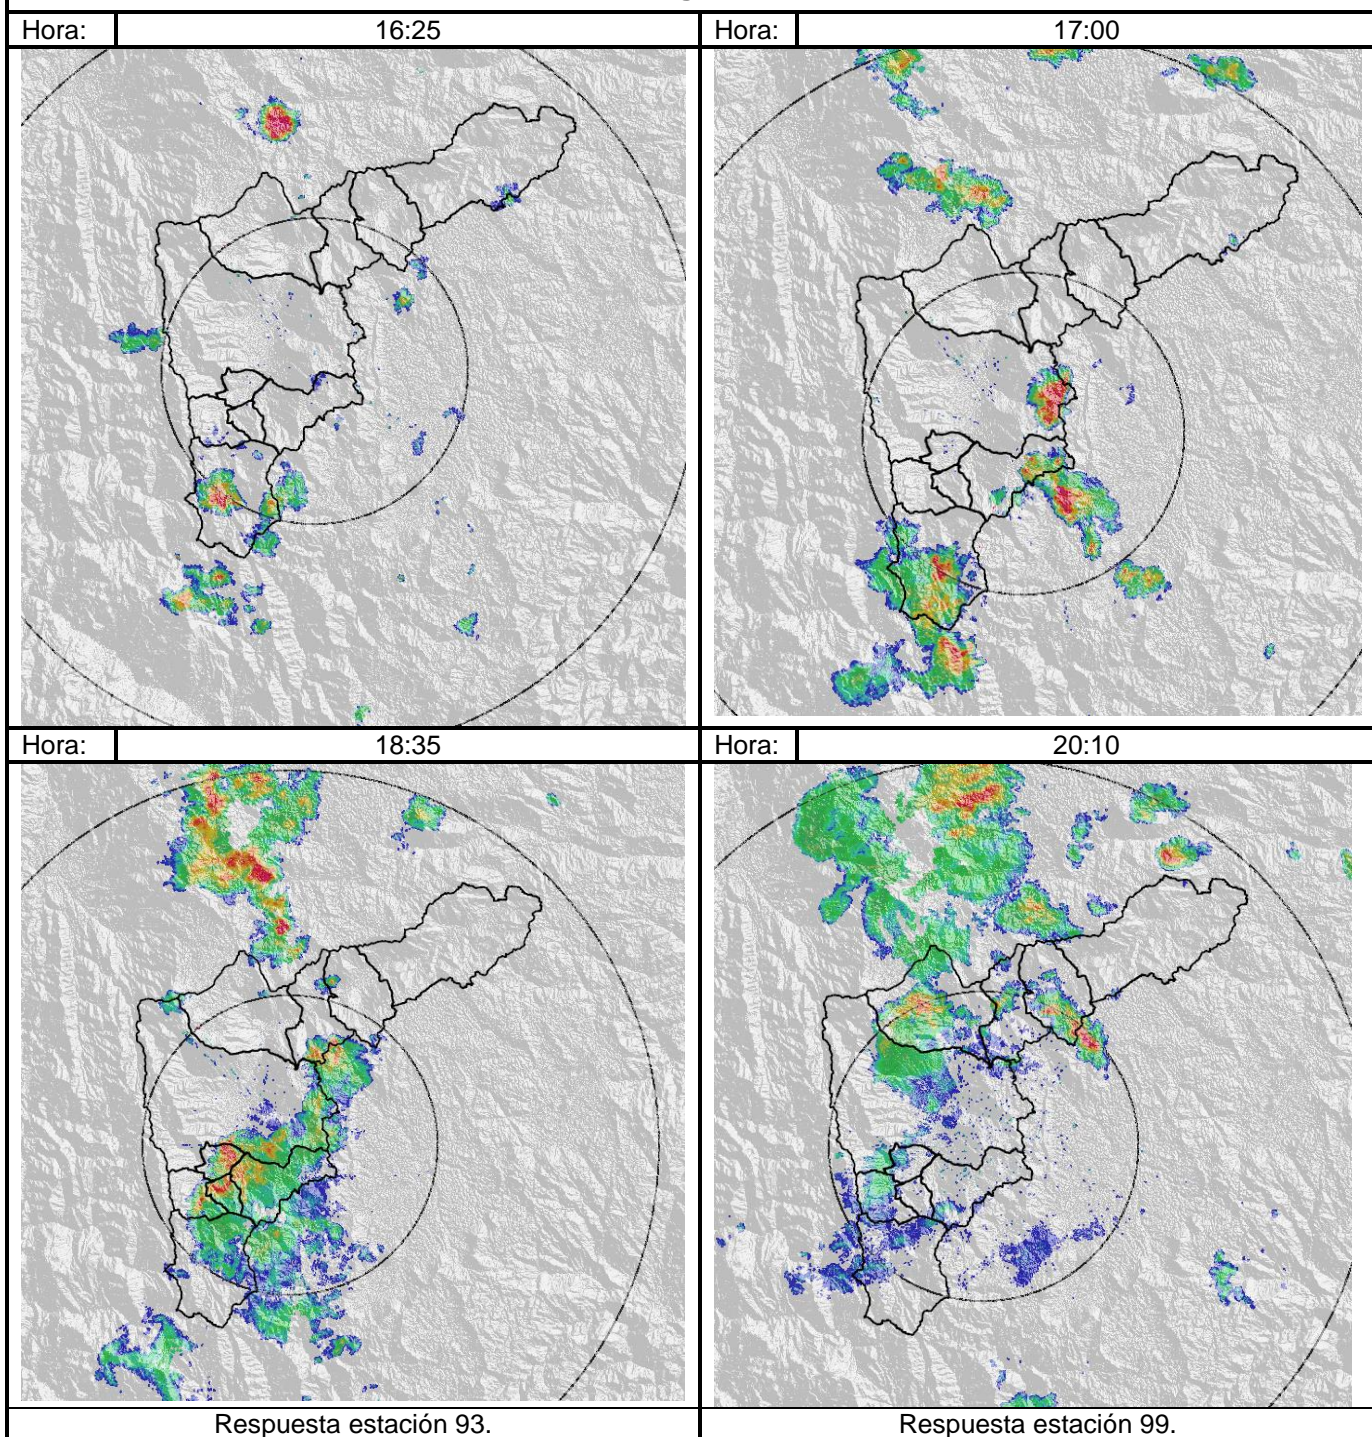 Hora: 16:25 Hora: 17:00
Hora: 18:35 Hora: 20:10
Respuesta estación 93. Respuesta estación 99.